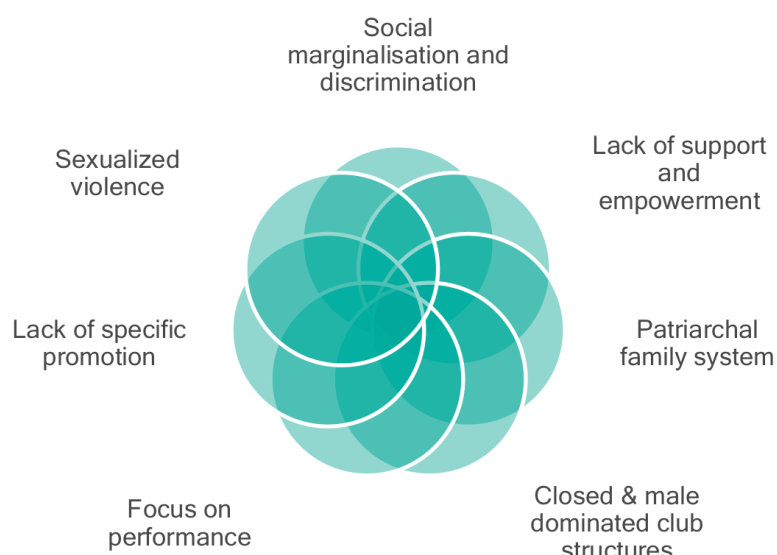 Social
marginalisation and
discrimination
Lack of support
and
empowerment
Sexualized
violence
Patriarchal
family system
Lack of specific
promotion
Closed & male
dominated club
structures
Focus on
performance